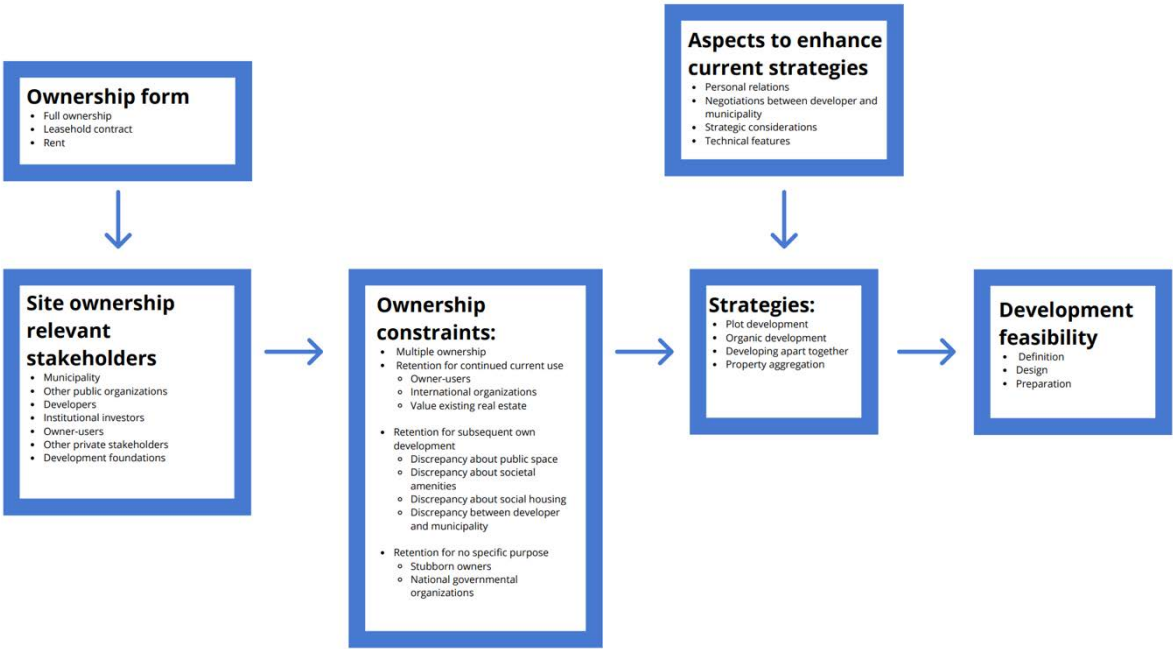 Ownership form
• Full ownership
• Leasehold contract
• Rent
Aspects to enhance
current strategies
• Personal relations
• Negotiations between developer and
municipality
• Strategic considerations
• Technical features
Site ownership
relevant
stakeholders
• Municipality
• Other public organizations
• Developers
• Institutional investors
• Owner-users
• Other private stakeholders
• Development foundations
Ownership
constraints:
• Multiple ownership
• Retention for continued current use
◦ Owner-users
◦ International organizations
◦ Value existing real estate
• Retention for subsequent own
development
◦ Discrepancy about public space
◦ Discrepancy about societal
amenities
◦ Discrepancy about social housing
◦ Discrepancy between developer
and municipality
• Retention for no specific purpose
◦ Stubborn owners
◦ National governmental
organizations
Strategies:
• Plot development
• Organic development
• Developing apart together
• Property aggregation
Development
feasibility
• Definition
• Design
• Preparation